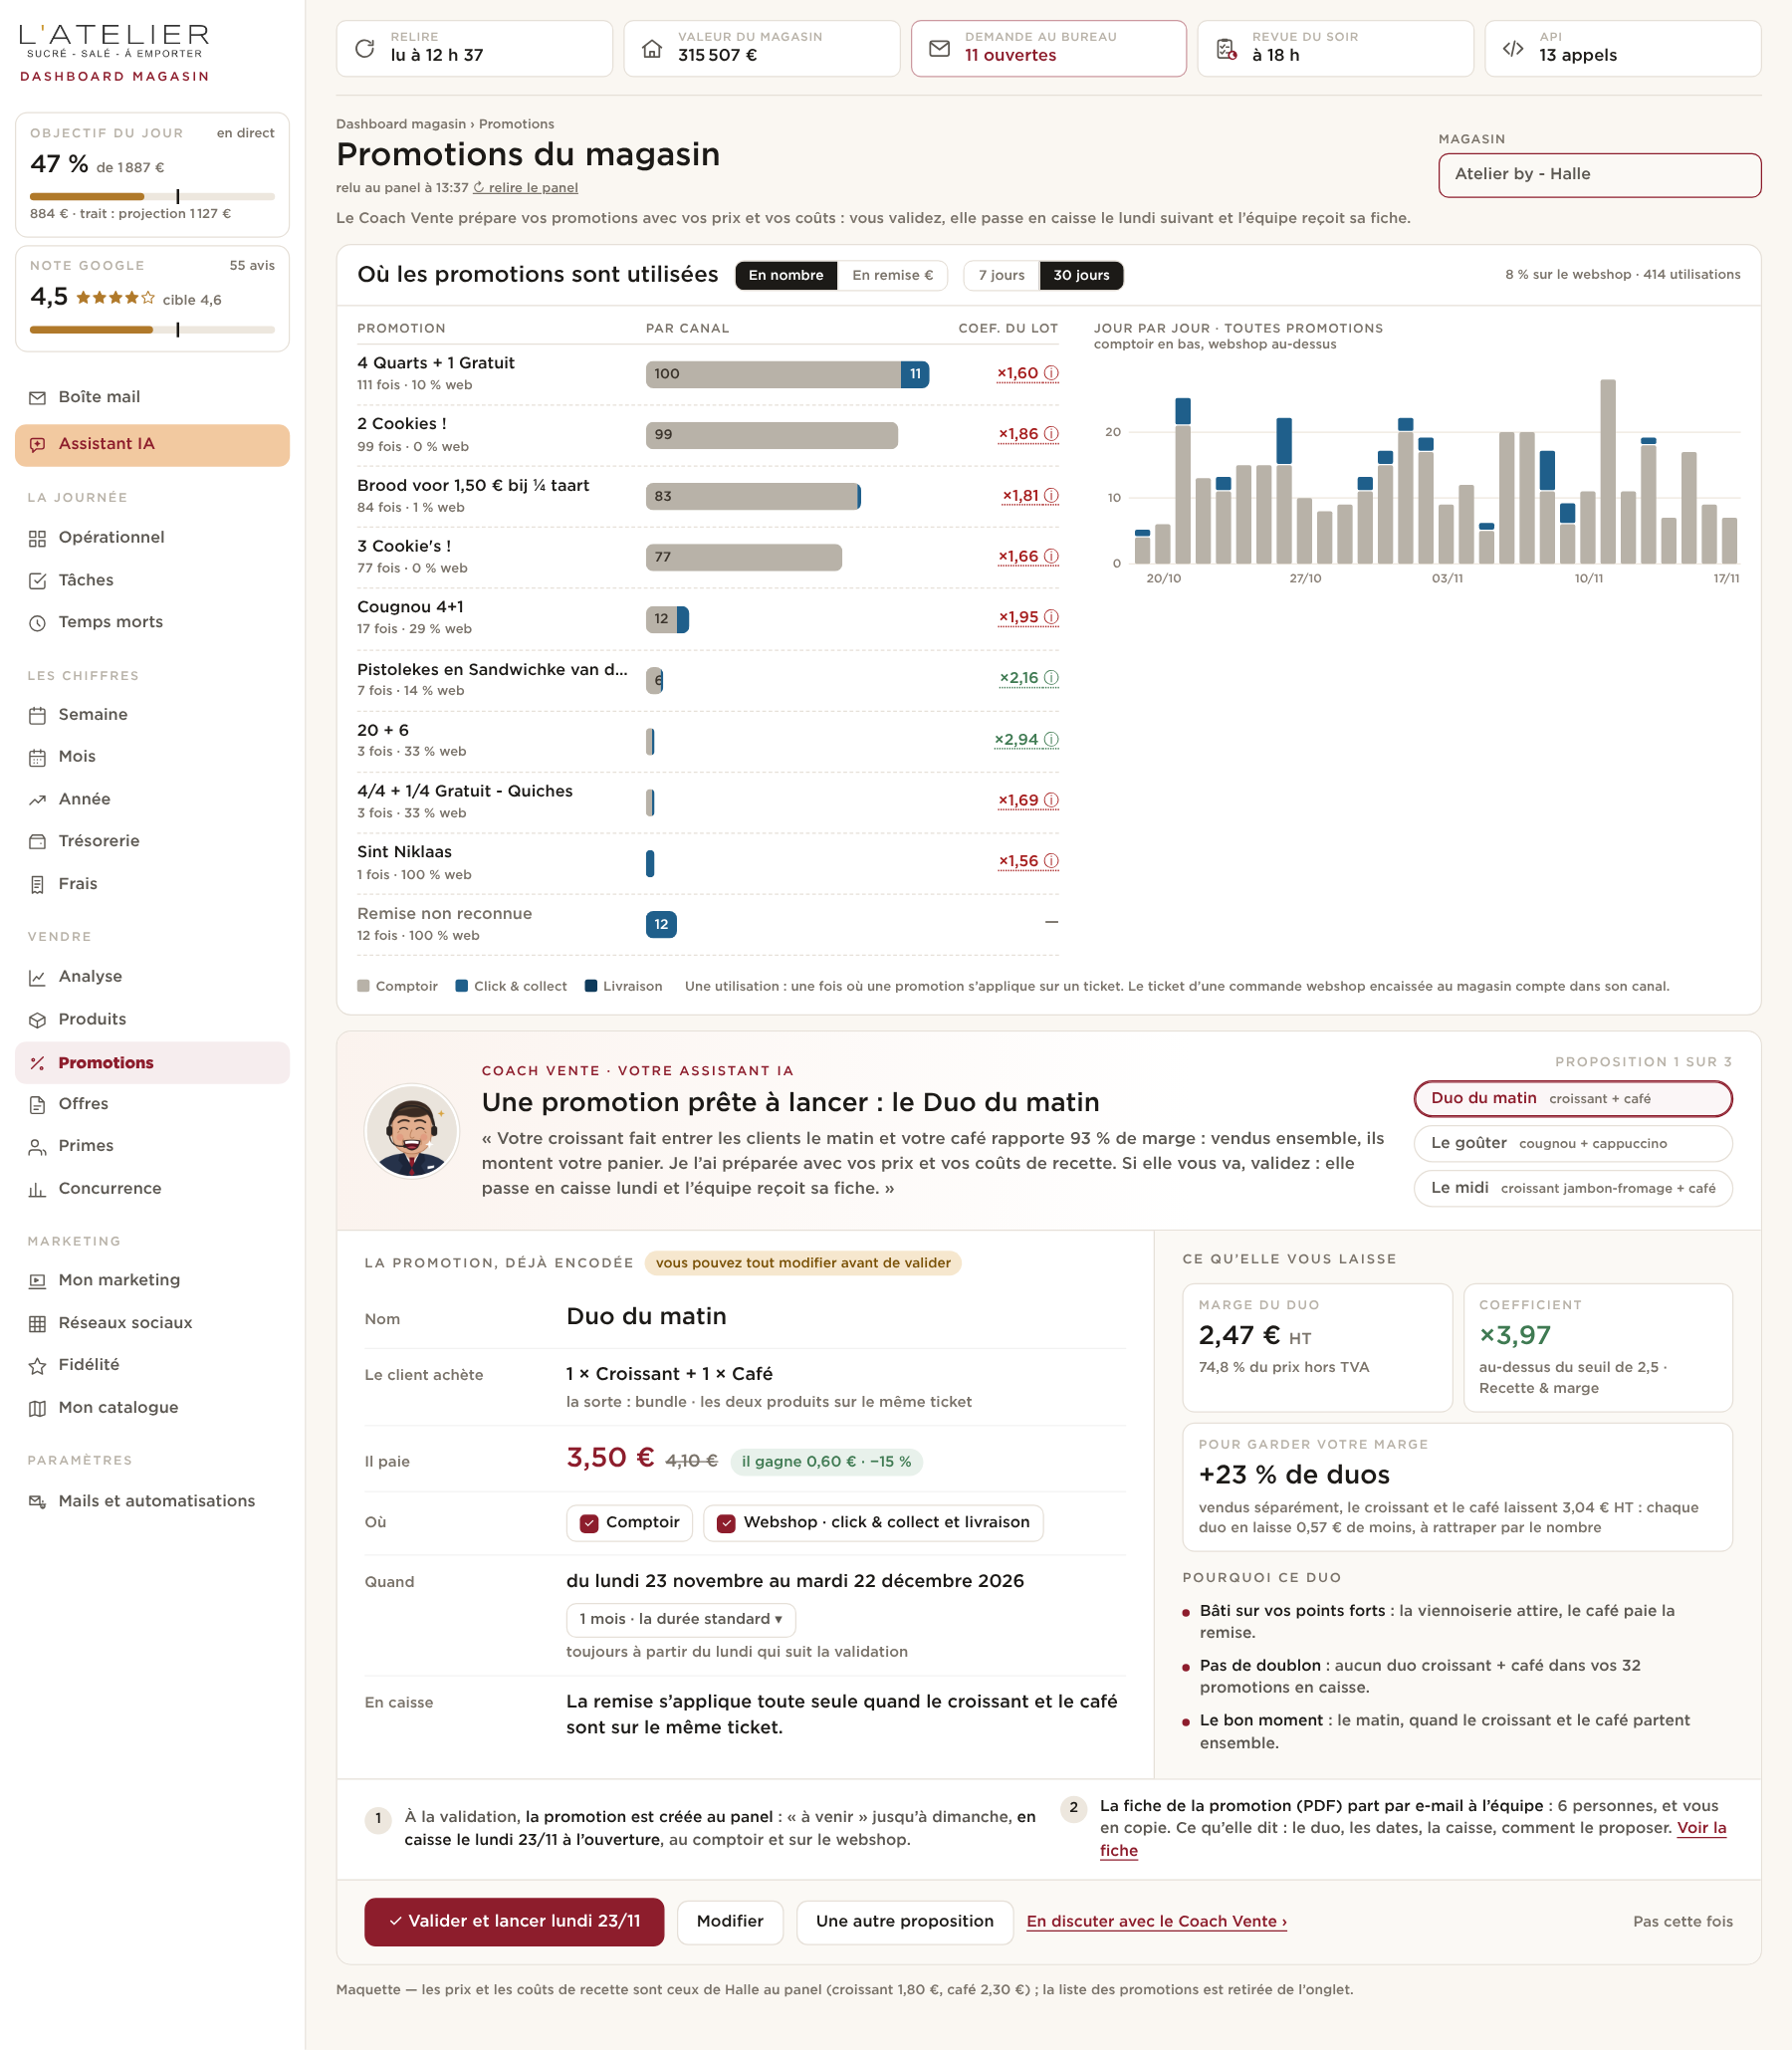 L'ATELIER
SUCRÉ - SALÉ - À EMPORTER
DASHBOARD MAGASIN
OBJECTIF DU JOUR en direct
47 % de 1 887 €
884 € · trait : projection 1 127 €
NOTE GOOGLE 55 avis
4,5 ★★★★☆ cible 4,6
Boîte mail
Assistant IA
LA JOURNÉE
Opérationnel
Tâches
Temps morts
LES CHIFFRES
Semaine
Mois
Année
Trésorerie
Frais
VENDRE
Analyse
Produits
Promotions
Offres
Primes
Concurrence
MARKETING
Mon marketing
Réseaux sociaux
Fidélité
Mon catalogue
PARAMÈTRES
Mails et automatisations
RELIRE
lu à 12 h 37
VALEUR DU MAGASIN
315 507 €
DEMANDE AU BUREAU
11 ouvertes
REVUE DU SOIR
à 18 h
API
13 appels
Dashboard magasin › Promotions
Promotions du magasin
relu au panel à 13:37 ↻ relire le panel
MAGASIN
Atelier by - Halle
Le Coach Vente prépare vos promotions avec vos prix et vos coûts : vous validez, elle passe en caisse le lundi suivant et l'équipe reçoit sa fiche.
Où les promotions sont utilisées En nombre En remise € 7 jours 30 jours 8 % sur le webshop · 414 utilisations
PROMOTION PAR CANAL COEF. DU LOT
4 Quarts + 1 Gratuit
111 fois · 10 % web
100 11 ×1,60 ⓘ
2 Cookies !
99 fois · 0 % web
99 ×1,86 ⓘ
Brood voor 1,50 € bij ¼ taart
84 fois · 1 % web
83 ×1,81 ⓘ
3 Cookie's !
77 fois · 0 % web
77 ×1,66 ⓘ
Cougnou 4+1
17 fois · 29 % web
12 ×1,95 ⓘ
Pistolekes en Sandwichke van d...
7 fois · 14 % web
6 ×2,16 ⓘ
20 + 6
3 fois · 33 % web
×2,94 ⓘ
4/4 + 1/4 Gratuit - Quiches
3 fois · 33 % web
×1,69 ⓘ
Sint Niklaas
1 fois · 100 % web
×1,56 ⓘ
Remise non reconnue
12 fois · 100 % web
12 —
JOUR PAR JOUR · TOUTES PROMOTIONS
comptoir en bas, webshop au-dessus
20
10
0
20/10 27/10 03/11 10/11 17/11
Comptoir Click & collect Livraison Une utilisation : une fois où une promotion s'applique sur un ticket. Le ticket d'une commande webshop encaissée au magasin compte dans son canal.
COACH VENTE · VOTRE ASSISTANT IA
Une promotion prête à lancer : le Duo du matin
« Votre croissant fait entrer les clients le matin et votre café rapporte 93 % de marge : vendus ensemble, ils
montent votre panier. Je l'ai préparée avec vos prix et vos coûts de recette. Si elle vous va, validez : elle
passe en caisse lundi et l'équipe reçoit sa fiche. »
PROPOSITION 1 SUR 3
Duo du matin croissant + café
Le goûter cougnou + cappuccino
Le midi croissant jambon-fromage + café
LA PROMOTION, DÉJÀ ENCODÉE vous pouvez tout modifier avant de valider
Nom Duo du matin
Le client achète 1 × Croissant + 1 × Café
la sorte : bundle · les deux produits sur le même ticket
Il paie 3,50 € 4,10 € il gagne 0,60 € · −15 %
Où Comptoir Webshop · click & collect et livraison
Quand du lundi 23 novembre au mardi 22 décembre 2026
1 mois · la durée standard ▾
toujours à partir du lundi qui suit la validation
En caisse La remise s'applique toute seule quand le croissant et le café
sont sur le même ticket.
CE QU'ELLE VOUS LAISSE
MARGE DU DUO
2,47 € HT
74,8 % du prix hors TVA
COEFFICIENT
×3,97
au-dessus du seuil de 2,5 ·
Recette & marge
POUR GARDER VOTRE MARGE
+23 % de duos
vendus séparément, le croissant et le café laissent 3,04 € HT : chaque
duo en laisse 0,57 € de moins, à rattraper par le nombre
POURQUOI CE DUO
Bâti sur vos points forts : la viennoiserie attire, le café paie la
remise.
Pas de doublon : aucun duo croissant + café dans vos 32
promotions en caisse.
Le bon moment : le matin, quand le croissant et le café partent
ensemble.
1 À la validation, la promotion est créée au panel : « à venir » jusqu'à dimanche, en
caisse le lundi 23/11 à l'ouverture, au comptoir et sur le webshop.
2 La fiche de la promotion (PDF) part par e-mail à l'équipe : 6 personnes, et vous
en copie. Ce qu'elle dit : le duo, les dates, la caisse, comment le proposer. Voir la
fiche
✓ Valider et lancer lundi 23/11 Modifier Une autre proposition En discuter avec le Coach Vente › Pas cette fois
Maquette — les prix et les coûts de recette sont ceux de Halle au panel (croissant 1,80 €, café 2,30 €) ; la liste des promotions est retirée de l'onglet.